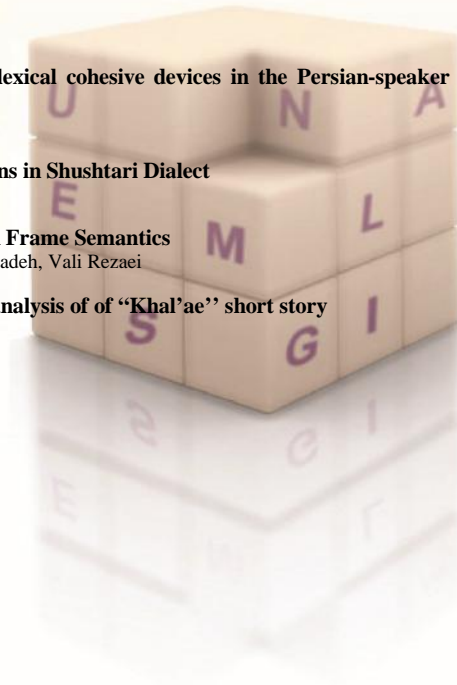 lexical cohesive devices in the Persian-speaker
U N A
ns in Shushtari Dialect
E M L
Frame Semantics
adeh, Vali Rezaei
nalysis of of “Khal’ae’’ short story
S G I